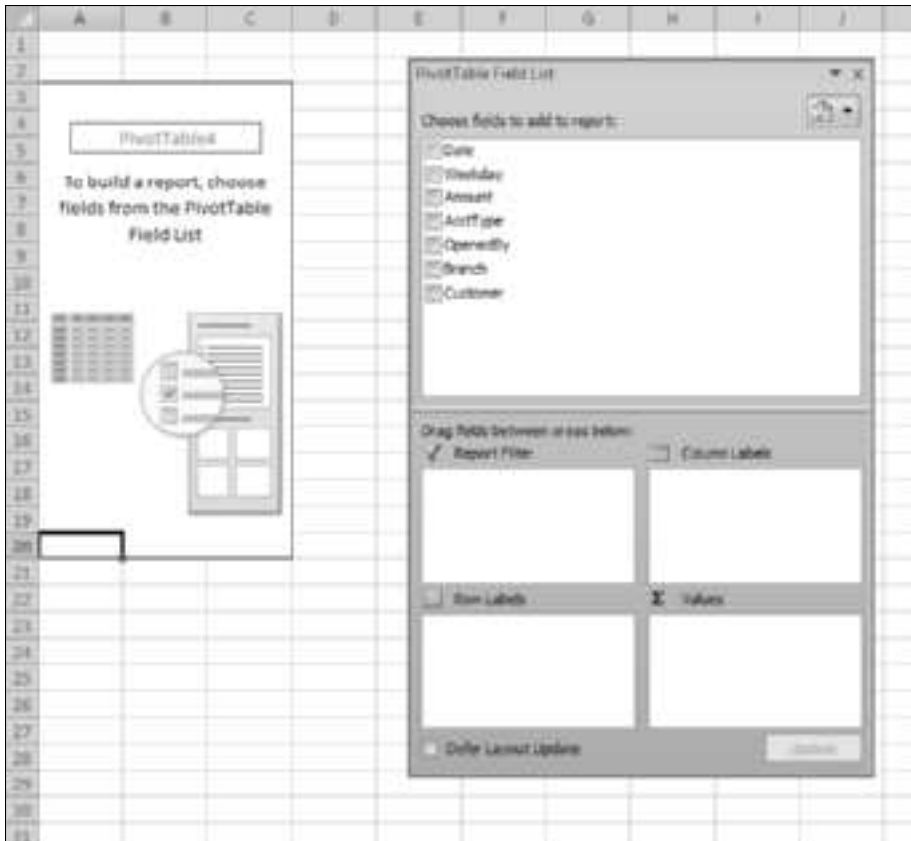 A B C D E F G H I J
1
2
3
4
5
6
7
8
9
10
11
12
13
14
15
16
17
18
19
20
21
22
23
24
25
26
27
28
29
30
31
PivotTable4
To build a report, choose
fields from the PivotTable
Field List
PivotTable Field List
Choose fields to add to report:
Date
Weekday
Amount
AcctType
OpenedBy
Branch
Customer
Drag fields between areas below:
Report Filter
Column Labels
Row Labels
Σ Values
Defer Layout Update
Update